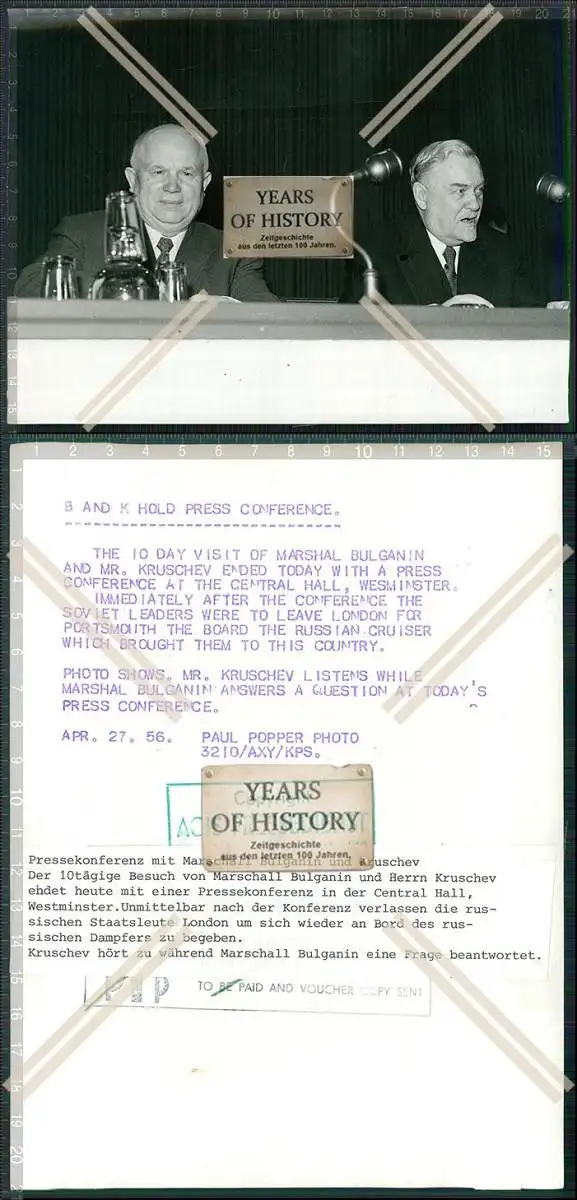 YEARS
OF HISTORY
Zeitgeschichte
aus den letzten 100 Jahren.
B AND K HOLD PRESS CONFERENCE.
THE 10 DAY VISIT OF MARSHAL BULGANIN
AND MR. KRUSCHEV ENDED TODAY WITH A PRESS
CONFERENCE AT THE CENTRAL HALL, WESMINSTER.
IMMEDIATELY AFTER THE CONFERENCE THE
SOVIET LEADERS WERE TO LEAVE LONDON FOR
PORTSMOUTH THE BOARD THE RUSSIAN CRUISER
WHICH BROUGHT THEM TO THIS COUNTRY.
PHOTO SHOWS. MR. KRUSCHEV LISTENS WHILE
MARSHAL BULGANIN ANSWERS A QUESTION AT TODAY'S
PRESS CONFERENCE.
APR. 27. 56. PAUL POPPER PHOTO
3210/AXY/KPS.
Copyright
YEARS
OF HISTORY
Zeitgeschichte
aus den letzten 100 Jahren.
Pressekonferenz mit Marschall Bulganin und Kruschev
Der 10tägige Besuch von Marschall Bulganin und Herrn Kruschev
ehdet heute mit einer Pressekonferenz in der Central Hall,
Westminster.Unmittelbar nach der Konferenz verlassen die rus-
sischen Staatsleute London um sich wieder an Bord des rus-
sischen Dampfers zu begeben.
Kruschev hört zu während Marschall Bulganin eine Frage beantwortet.
PIP TO BE PAID AND VOUCHER COPY SENT